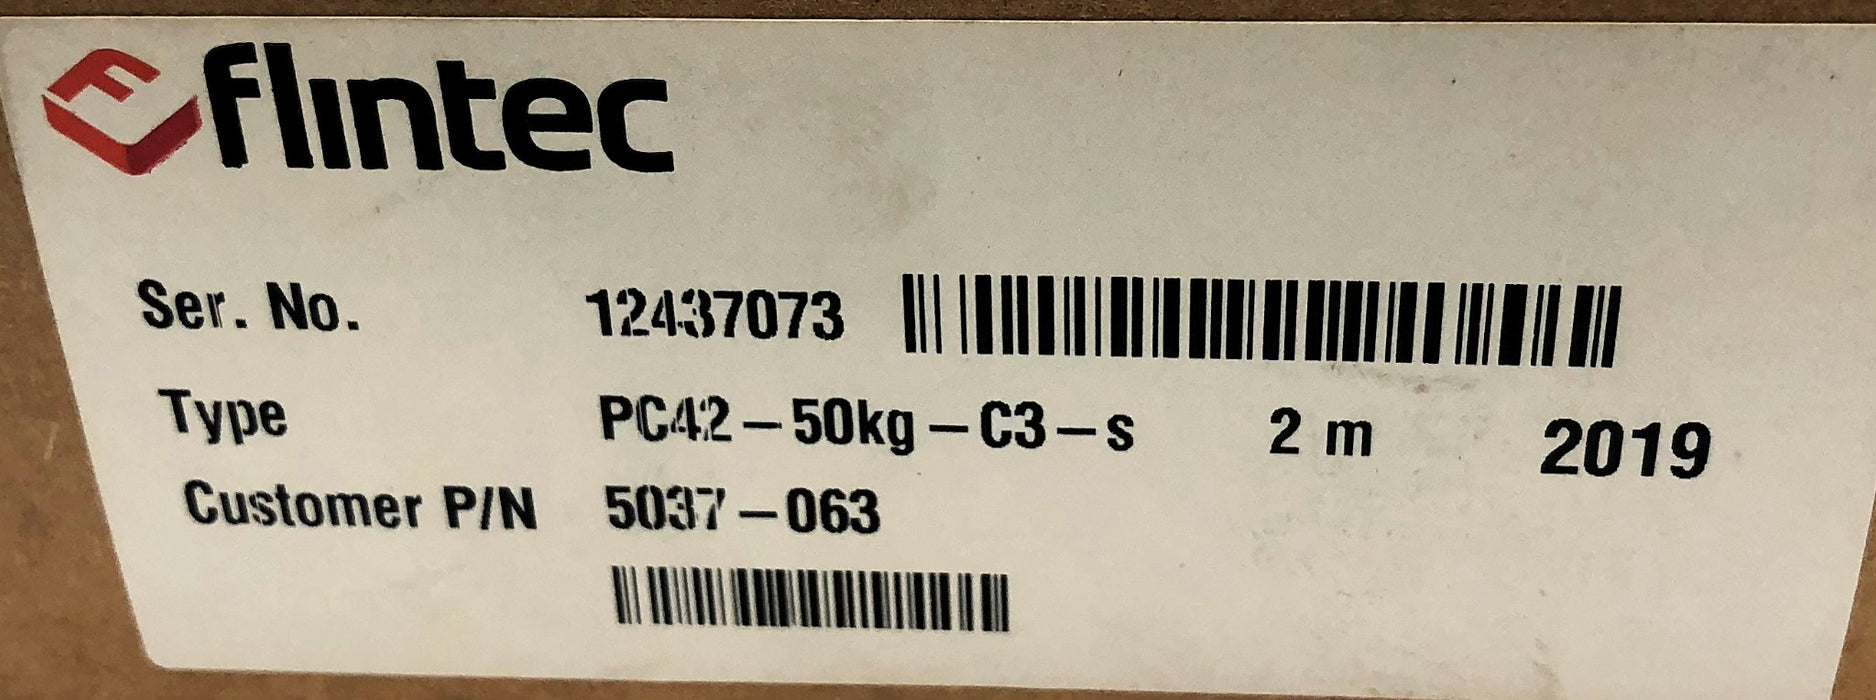 flintec
Ser. No. 12437073
Type PC42-50kg-C3-s 2 m 2019
Customer P/N 5037-063